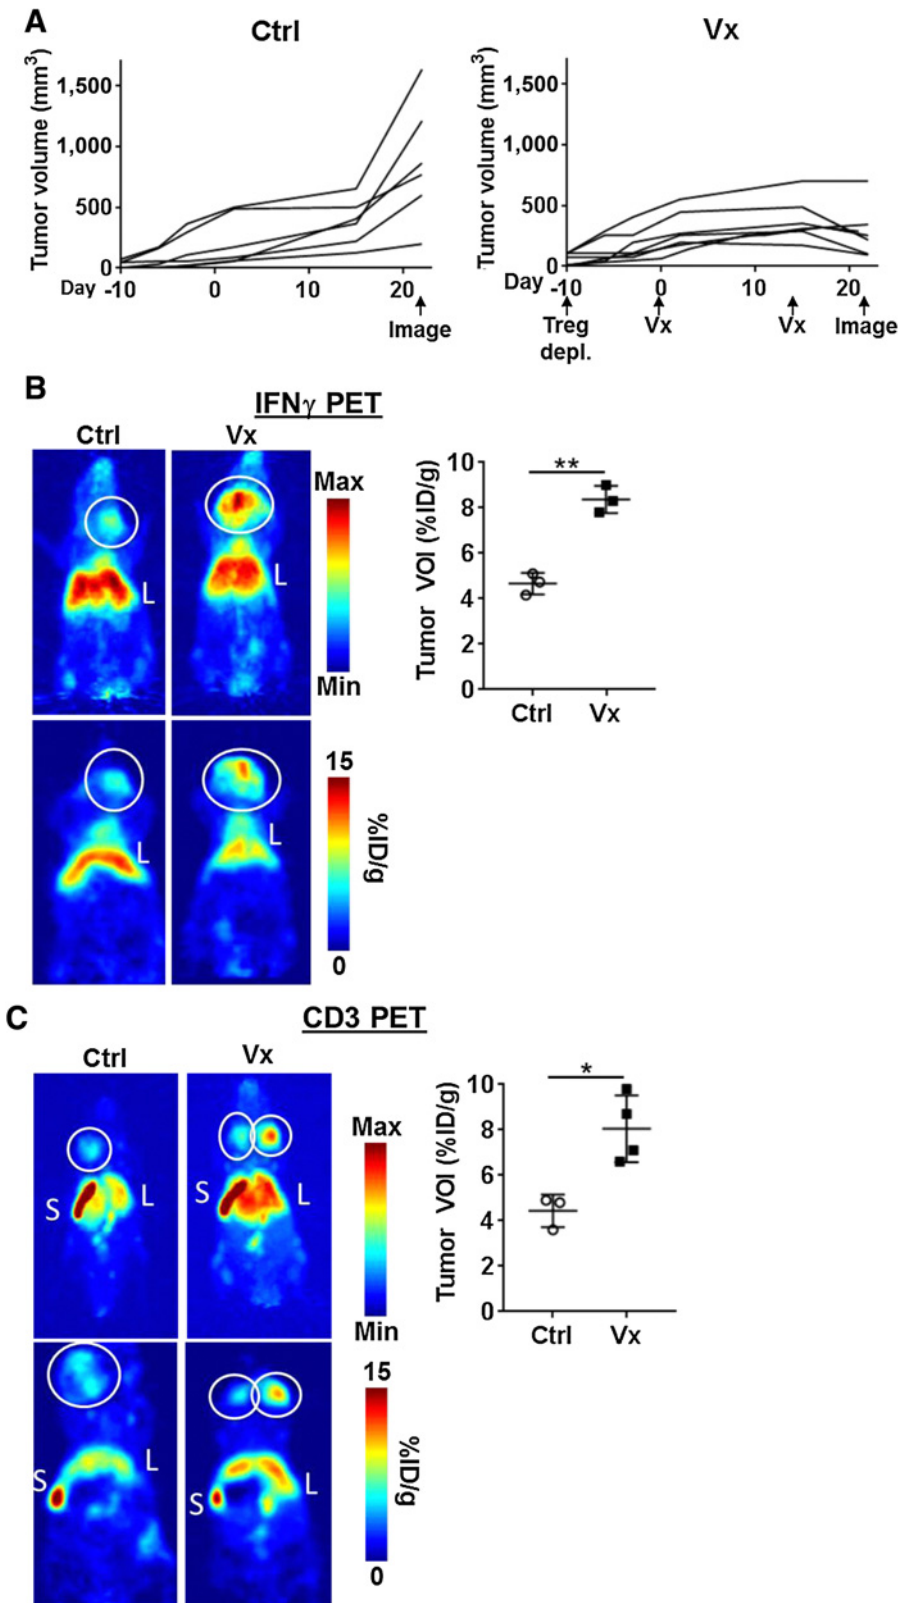 A
Ctrl
Vx
Tumor volume (mm3)
1,500
1,000
500
0
Day -10 0 10 20
Image
Tumor volume (mm3)
1,500
1,000
500
0
Day -10 0 10 20
Treg depl.
Vx
Vx
Image
B
IFNγ PET
Ctrl
Vx
L
L
Max
Min
L
L
15
%ID/g
0
Tumor VOI (%ID/g)
10
8
6
4
2
0
**
Ctrl
Vx
C
CD3 PET
Ctrl
Vx
S
L
S
L
Max
Min
S
L
S
L
15
%ID/g
0
Tumor VOI (%ID/g)
10
8
6
4
2
0
*
Ctrl
Vx